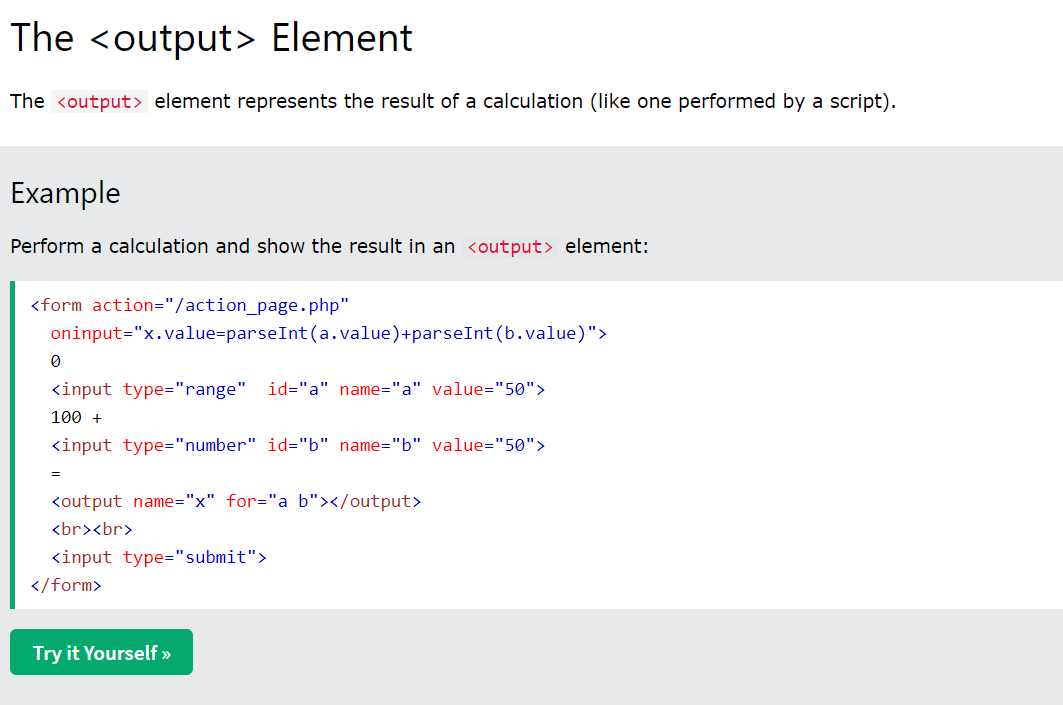 The <output> Element
The <output> element represents the result of a calculation (like one performed by a script).
Example
Perform a calculation and show the result in an <output> element:
<form action="/action_page.php"
  oninput="x.value=parseInt(a.value)+parseInt(b.value)">
  0
  <input type="range"  id="a" name="a" value="50">
  100 +
  <input type="number" id="b" name="b" value="50">
  =
  <output name="x" for="a b"></output>
  <br><br>
  <input type="submit">
</form>
Try it Yourself »